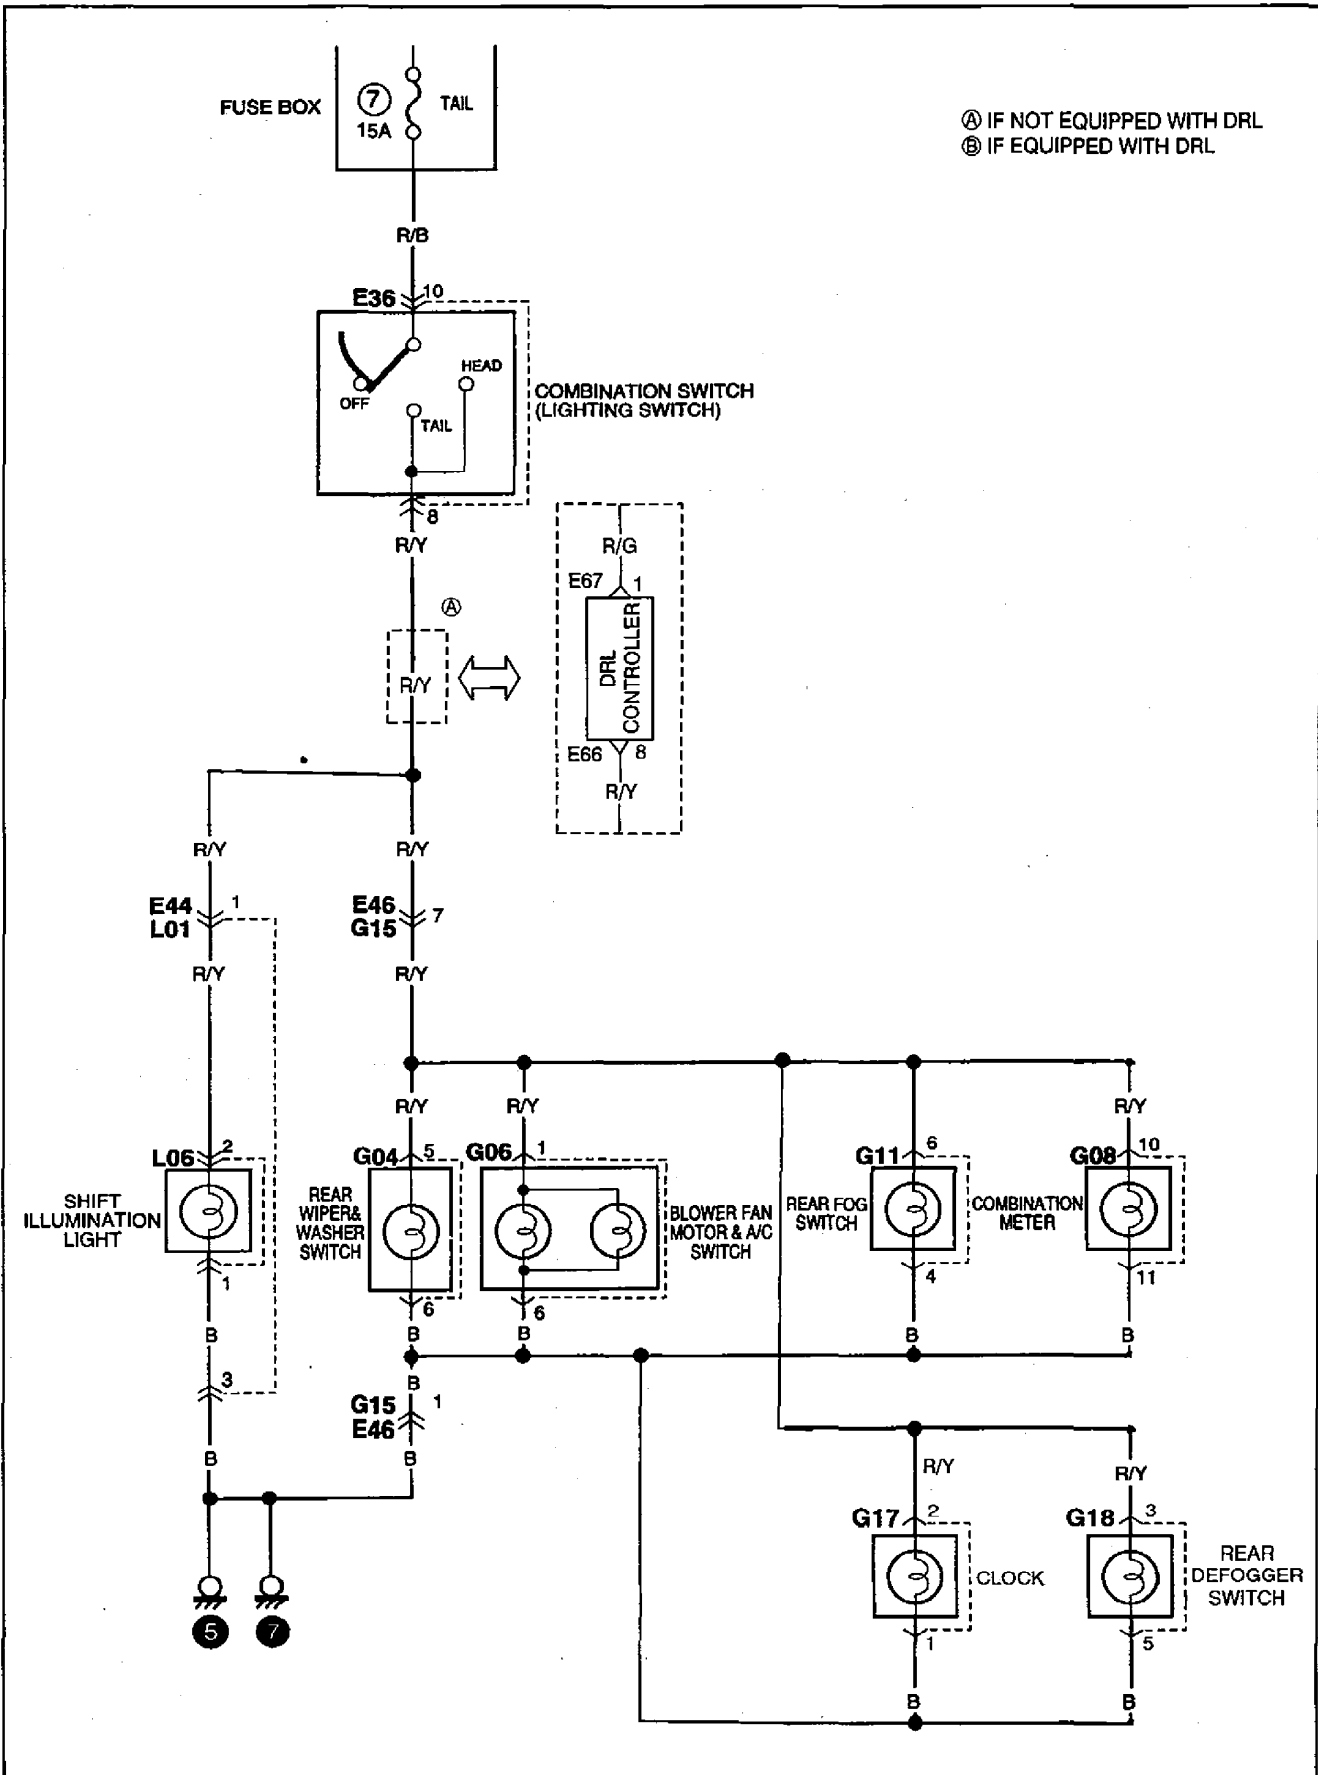 FUSE BOX
7
15A
TAIL
Ⓐ IF NOT EQUIPPED WITH DRL
Ⓑ IF EQUIPPED WITH DRL
R/B
E36
10
OFF
TAIL
HEAD
COMBINATION SWITCH
(LIGHTING SWITCH)
8
R/Y
Ⓐ
R/Y
R/G
E67
1
DRL
CONTROLLER
E66
8
R/Y
R/Y
R/Y
E44
L01
1
E46
G15
7
R/Y
R/Y
R/Y
R/Y
R/Y
L06
2
G04
5
G06
1
G11
6
G08
10
SHIFT
ILLUMINATION
LIGHT
REAR
WIPER&
WASHER
SWITCH
BLOWER FAN
MOTOR & A/C
SWITCH
REAR FOG
SWITCH
COMBINATION
METER
1
6
6
4
11
B
B
B
B
B
3
B
G15
E46
1
B
B
R/Y
R/Y
G17
2
G18
3
CLOCK
REAR
DEFOGGER
SWITCH
5
7
1
5
B
B